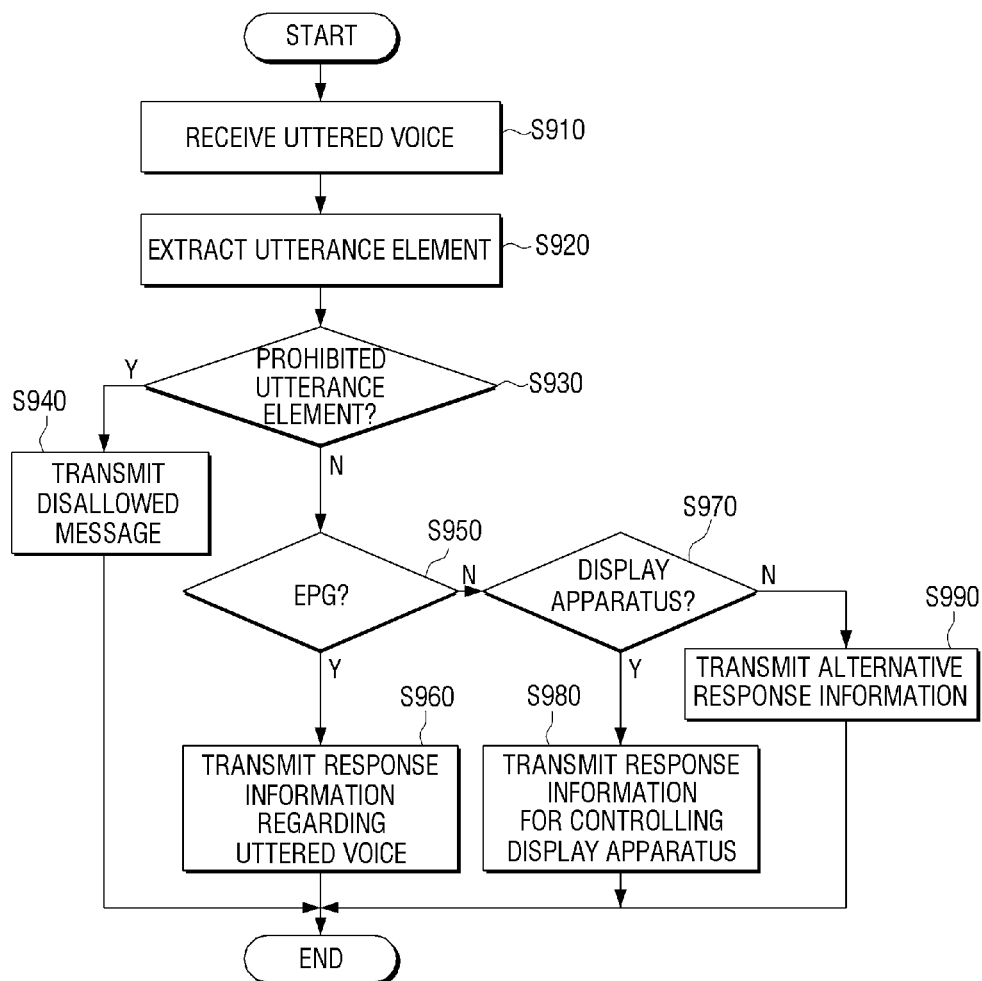 START
RECEIVE UTTERED VOICE
S910
EXTRACT UTTERANCE ELEMENT
S920
PROHIBITED
UTTERANCE
ELEMENT?
S930
Y
N
S940
TRANSMIT
DISALLOWED
MESSAGE
EPG?
S950
N
Y
DISPLAY
APPARATUS?
S970
N
Y
S990
TRANSMIT ALTERNATIVE
RESPONSE INFORMATION
S960
TRANSMIT RESPONSE
INFORMATION
REGARDING
UTTERED VOICE
S980
TRANSMIT RESPONSE
INFORMATION
FOR CONTROLLING
DISPLAY APPARATUS
END